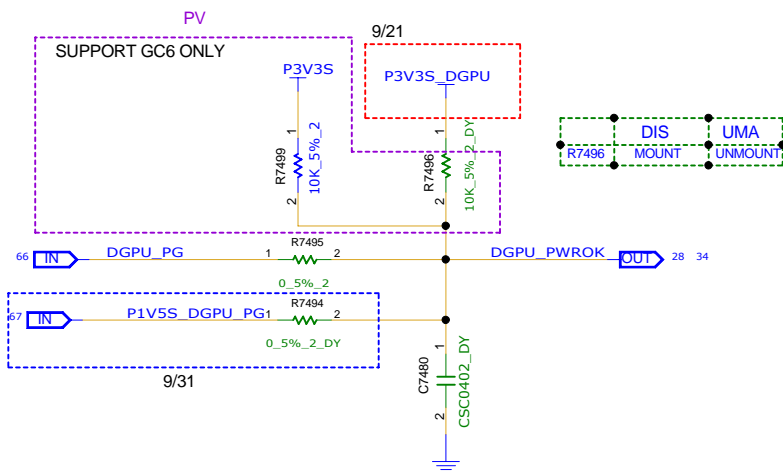 PV
9/21
SUPPORT GC6 ONLY
P3V3S
P3V3S_DGPU
1
R7499
10K_5%_2
2
1
R7496
10K_5%_2_DY
2
DIS UMA
R7496 MOUNT UNMOUNT
66 IN DGPU_PG 1 R7495 2 DGPU_PWROK OUT 28 34
0_5%_2
67 IN P1V5S_DGPU_PG 1 R7494 2
0_5%_2_DY
9/31
1
C7480
CSC0402_DY
2